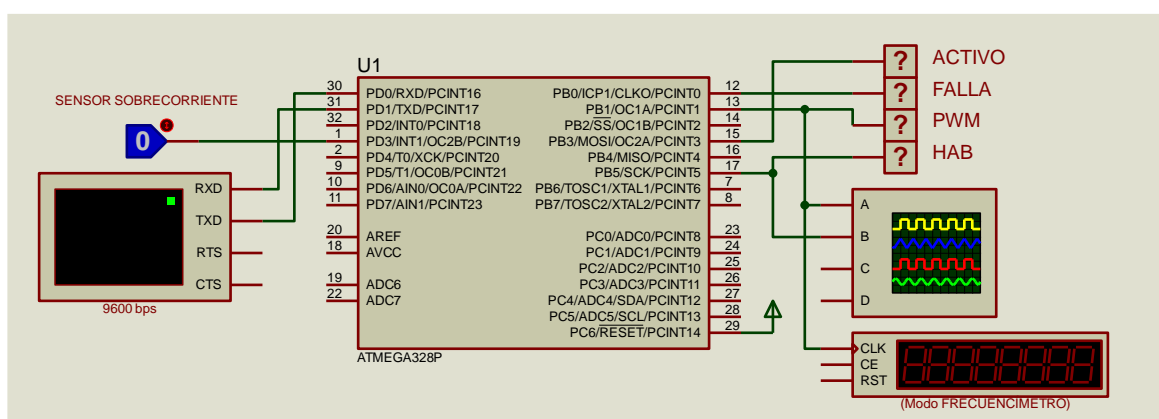 U1
SENSOR SOBRECORRIENTE
0
30 PD0/RXD/PCINT16
31 PD1/TXD/PCINT17
32 PD2/INT0/PCINT18
1 PD3/INT1/OC2B/PCINT19
2 PD4/T0/XCK/PCINT20
9 PD5/T1/OC0B/PCINT21
10 PD6/AIN0/OC0A/PCINT22
11 PD7/AIN1/PCINT23
20 AREF
18 AVCC
19 ADC6
22 ADC7
PB0/ICP1/CLKO/PCINT0 12
PB1/OC1A/PCINT1 13
PB2/SS/OC1B/PCINT2 14
PB3/MOSI/OC2A/PCINT3 15
PB4/MISO/PCINT4 16
PB5/SCK/PCINT5 17
PB6/TOSC1/XTAL1/PCINT6 7
PB7/TOSC2/XTAL2/PCINT7 8
PC0/ADC0/PCINT8 23
PC1/ADC1/PCINT9 24
PC2/ADC2/PCINT10 25
PC3/ADC3/PCINT11 26
PC4/ADC4/SDA/PCINT12 27
PC5/ADC5/SCL/PCINT13 28
PC6/RESET/PCINT14 29
ATMEGA328P
RXD
TXD
RTS
CTS
9600 bps
? ACTIVO
? FALLA
? PWM
? HAB
A
B
C
D
CLK
CE
RST
(Modo FRECUENCIMETRO)